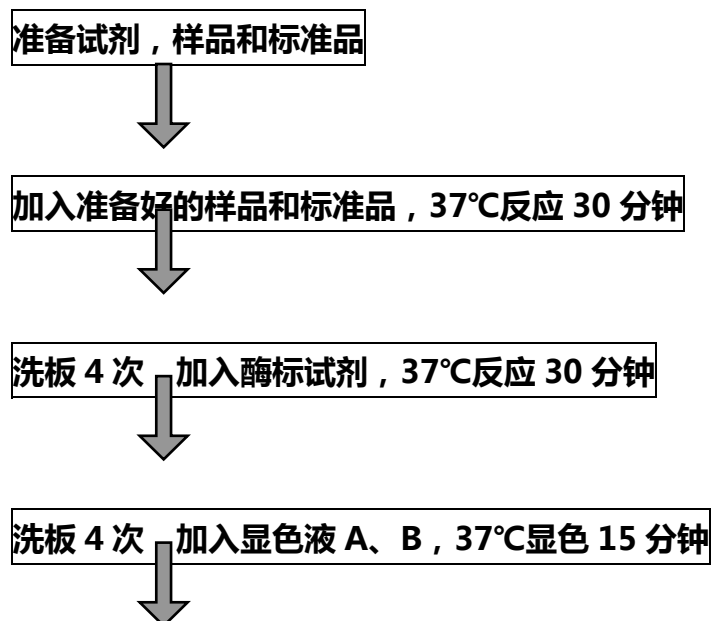 准备试剂，样品和标准品
加入准备好的样品和标准品，37℃反应 30 分钟
洗板 4 次，加入酶标试剂，37℃反应 30 分钟
洗板 4 次，加入显色液 A、B，37℃显色 15 分钟